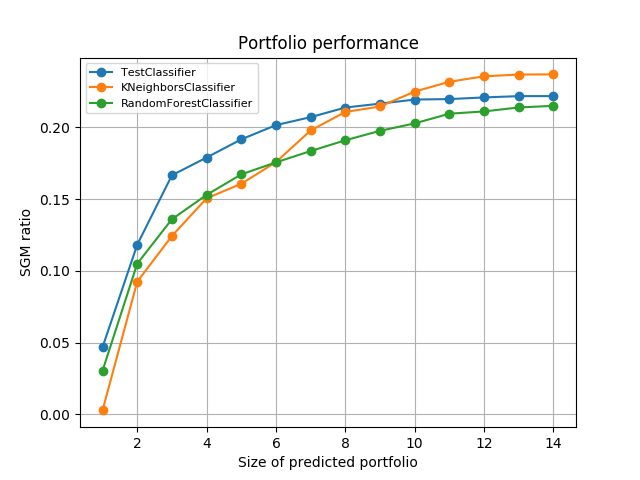 Portfolio performance
TestClassifier
KNeighborsClassifier
RandomForestClassifier
SGM ratio
0.20
0.15
0.10
0.05
0.00
2 4 6 8 10 12 14
Size of predicted portfolio